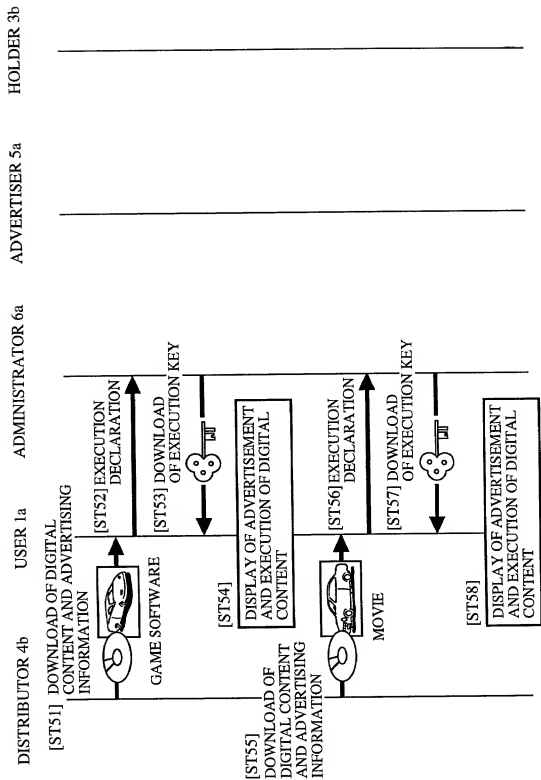 DISTRIBUTOR 4b
USER 1a
ADMINISTRATOR 6a
ADVERTISER 5a
HOLDER 3b
[ST51] DOWNLOAD OF DIGITAL
CONTENT AND ADVERTISING
INFORMATION
GAME SOFTWARE
[ST52] EXECUTION
DECLARATION
[ST53] DOWNLOAD
OF EXECUTION KEY
[ST54]
DISPLAY OF ADVERTISEMENT
AND EXECUTION OF DIGITAL
CONTENT
[ST55]
DOWNLOAD OF
DIGITAL CONTENT
AND ADVERTISING
INFORMATION
MOVIE
[ST56] EXECUTION
DECLARATION
[ST57] DOWNLOAD
OF EXECUTION KEY
[ST58]
DISPLAY OF ADVERTISEMENT
AND EXECUTION OF DIGITAL
CONTENT